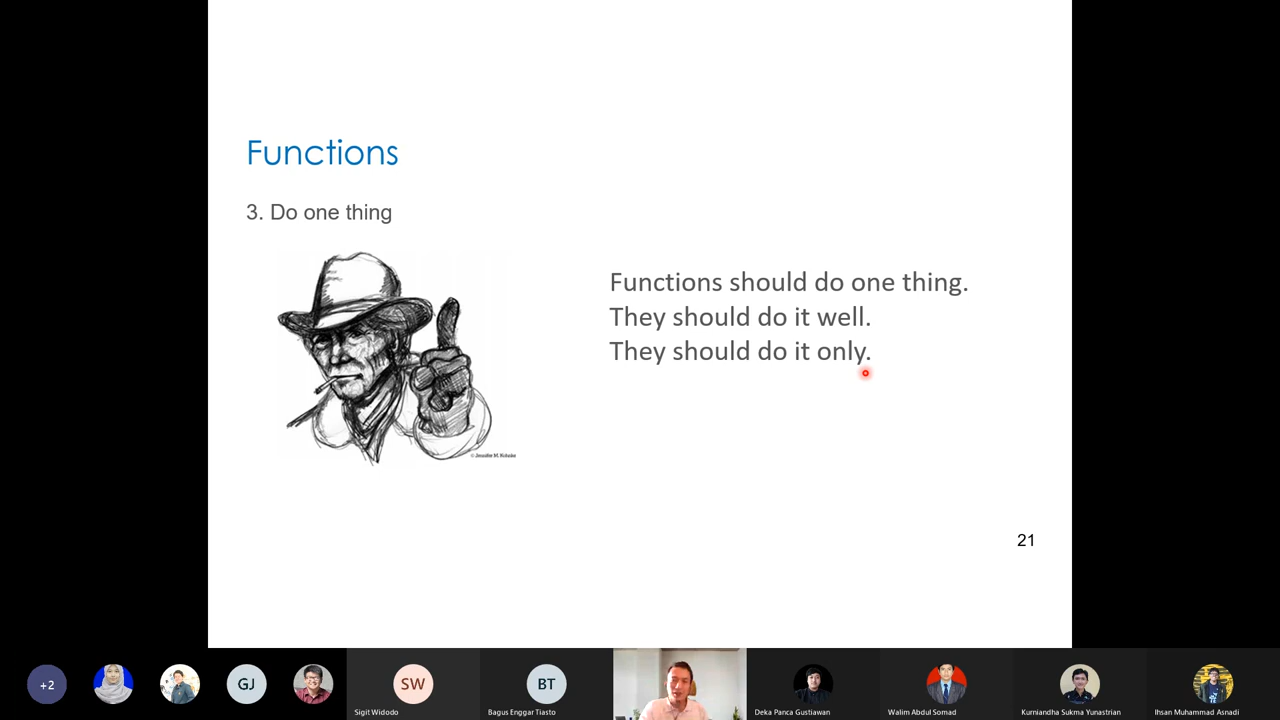 Functions
3. Do one thing
Functions should do one thing.
They should do it well.
They should do it only.
© Jennifer M. Kohnke
21
+2
GJ
SW
BT
Sigit Widodo
Bagus Enggar Tiasto
Deka Panca Gustiawan
Walim Abdul Somad
Kurniandha Sukma Yunastrian
Ihsan Muhammad Asnadi